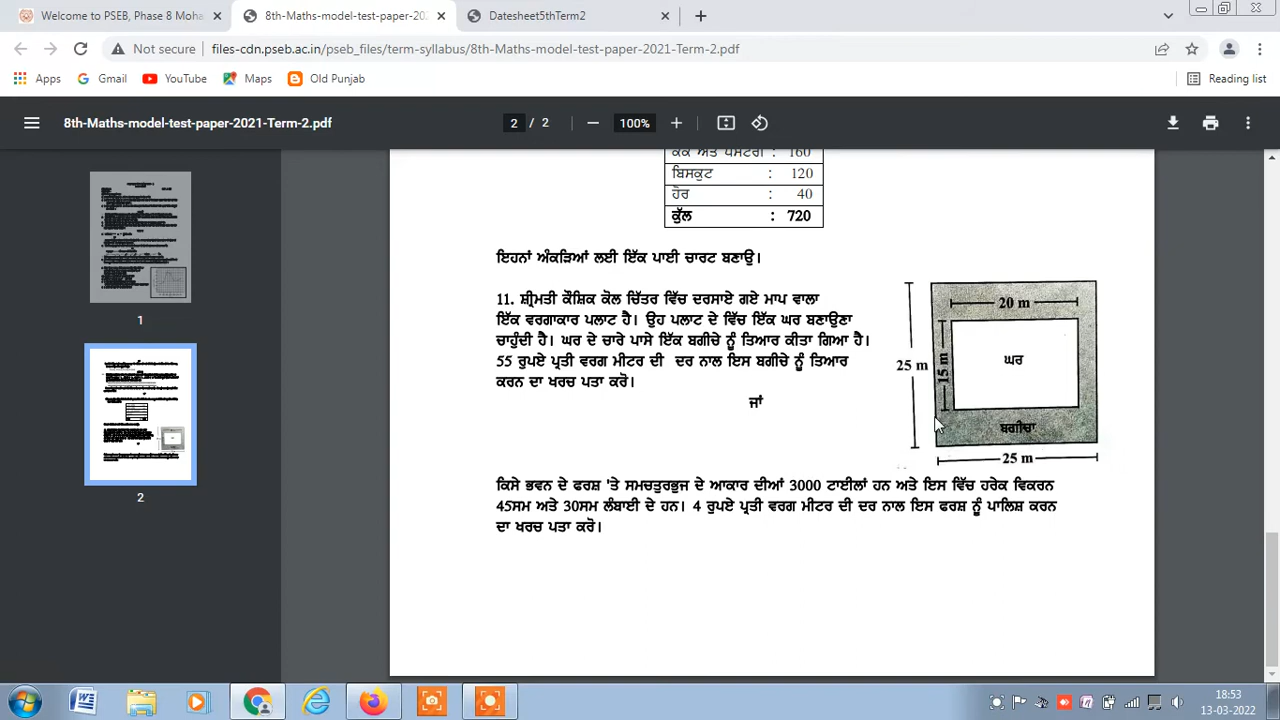 Welcome to PSEB, Phase 8 Moha
8th-Maths-model-test-paper-202
Datesheet5thTerm2
Not secure
files-cdn.pseb.ac.in/pseb_files/term-syllabus/8th-Maths-model-test-paper-2021-Term-2.pdf
Apps
Gmail
YouTube
Maps
Old Punjab
Reading list
8th-Maths-model-test-paper-2021-Term-2.pdf
2 / 2
100%
1
2
ਕੇਕ ਅਤੇ ਪੇਸਟਰੀ : 160
ਬਿਸਕੁਟ : 120
ਹੋਰ : 40
ਕੁੱਲ : 720
ਇਹਨਾਂ ਅੰਕੜਿਆਂ ਲਈ ਇੱਕ ਪਾਈ ਚਾਰਟ ਬਣਾਉ।
11. ਸ਼੍ਰੀਮਤੀ ਕੌਸ਼ਿਕ ਕੋਲ ਚਿੱਤਰ ਵਿੱਚ ਦਰਸਾਏ ਗਏ ਮਾਪ ਵਾਲਾ
ਇੱਕ ਵਰਗਾਕਾਰ ਪਲਾਟ ਹੈ। ਉਹ ਪਲਾਟ ਦੇ ਵਿੱਚ ਇੱਕ ਘਰ ਬਣਾਉਣਾ
ਚਾਹੁੰਦੀ ਹੈ। ਘਰ ਦੇ ਚਾਰੇ ਪਾਸੇ ਇੱਕ ਬਗੀਚੇ ਨੂੰ ਤਿਆਰ ਕੀਤਾ ਗਿਆ ਹੈ।
55 ਰੁਪਏ ਪ੍ਰਤੀ ਵਰਗ ਮੀਟਰ ਦੀ ਦਰ ਨਾਲ ਇਸ ਬਗੀਚੇ ਨੂੰ ਤਿਆਰ
ਕਰਨ ਦਾ ਖਰਚ ਪਤਾ ਕਰੋ।
20 m
25 m
15 m
ਘਰ
ਬਗੀਚਾ
25 m
ਜਾਂ
ਕਿਸੇ ਭਵਨ ਦੇ ਫਰਸ਼ 'ਤੇ ਸਮਚਤੁਰਭੁਜ ਦੇ ਆਕਾਰ ਦੀਆਂ 3000 ਟਾਈਲਾਂ ਹਨ ਅਤੇ ਇਸ ਵਿੱਚ ਹਰੇਕ ਵਿਕਰਨ
45ਸਮ ਅਤੇ 30ਸਮ ਲੰਬਾਈ ਦੇ ਹਨ। 4 ਰੁਪਏ ਪ੍ਰਤੀ ਵਰਗ ਮੀਟਰ ਦੀ ਦਰ ਨਾਲ ਇਸ ਫਰਸ਼ ਨੂੰ ਪਾਲਿਸ਼ ਕਰਨ
ਦਾ ਖਰਚ ਪਤਾ ਕਰੋ।
18:53
13-03-2022